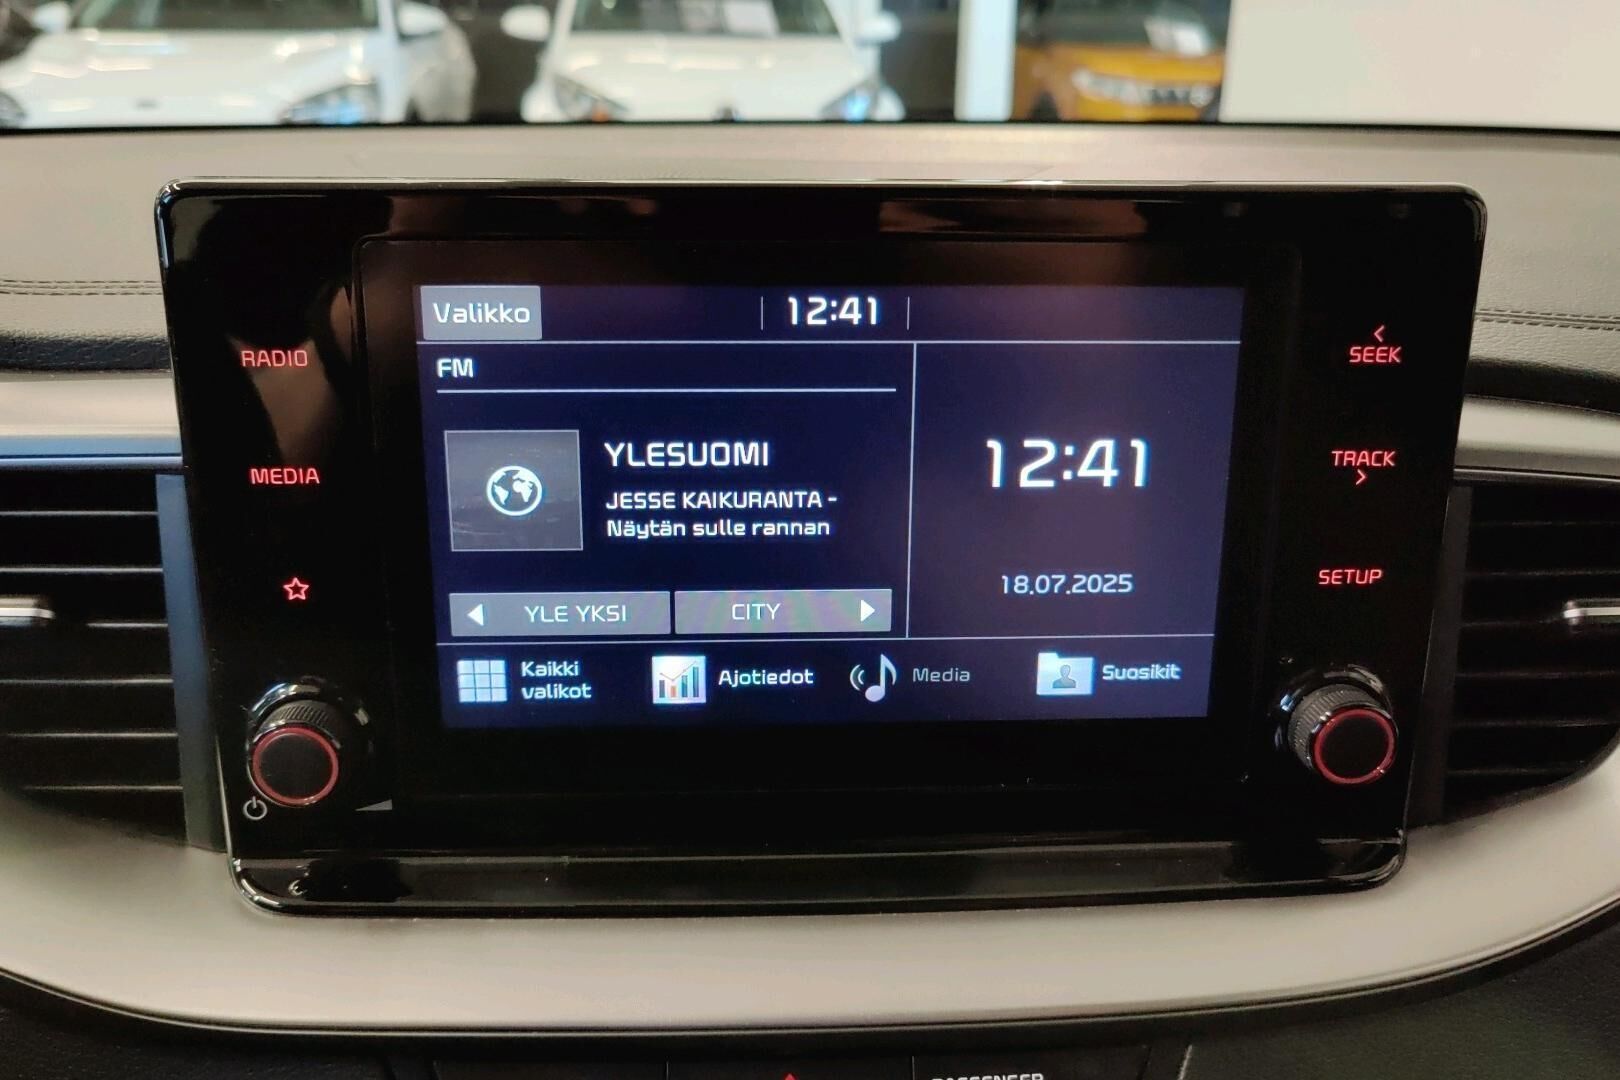 Valikko
12:41
RADIO
MEDIA
FM
YLESUOMI
JESSE KAIKURANTA -
Näytän sulle rannan
YLE YKSI
CITY
12:41
18.07.2025
Kaikki
valikot
Ajotiedot
Media
Suosikit
SEEK
TRACK
SETUP
PASSENGER